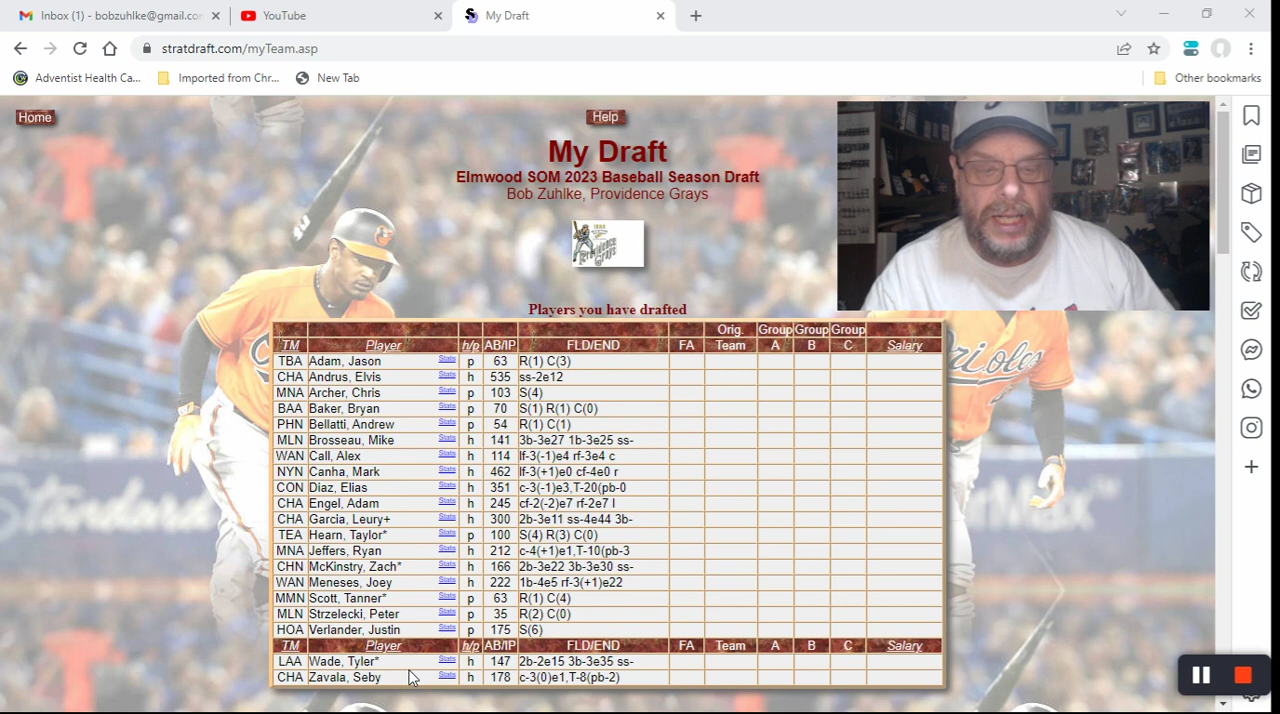 Inbox (1) - bobzuhlke@gmail.co
YouTube
My Draft
stratdraft.com/myTeam.asp
Adventist Health Ca...
Imported from Chr...
New Tab
Other bookmarks
Home
Help
My Draft
Elmwood SOM 2023 Baseball Season Draft
Bob Zuhlke, Providence Grays
Players you have drafted
Orig. Group Group Group
TM Player h/p AB/IP FLD/END FA Team A B C Salary
TBA Adam, Jason Stats p 63 R(1) C(3)
CHA Andrus, Elvis Stats h 535 ss-2e12
MNA Archer, Chris Stats p 103 S(4)
BAA Baker, Bryan Stats p 70 S(1) R(1) C(0)
PHN Bellatti, Andrew Stats p 54 R(1) C(1)
MLN Brosseau, Mike Stats h 141 3b-3e27 1b-3e25 ss-
WAN Call, Alex Stats h 114 lf-3(-1)e4 rf-3e4 c
NYN Canha, Mark Stats h 462 lf-3(+1)e0 cf-4e0 r
CON Diaz, Elias Stats h 351 c-3(-1)e3,T-20(pb-0
CHA Engel, Adam Stats h 245 cf-2(-2)e7 rf-2e7 l
CHA Garcia, Leury+ Stats h 300 2b-3e11 ss-4e44 3b-
TEA Hearn, Taylor* Stats p 100 S(4) R(3) C(0)
MNA Jeffers, Ryan Stats h 212 c-4(+1)e1,T-10(pb-3
CHN McKinstry, Zach* Stats h 166 2b-3e22 3b-3e30 ss-
WAN Meneses, Joey Stats h 222 1b-4e5 rf-3(+1)e22
MMN Scott, Tanner* Stats p 63 R(1) C(4)
MLN Strzelecki, Peter Stats p 35 R(2) C(0)
HOA Verlander, Justin Stats p 175 S(6)
TM Player h/p AB/IP FLD/END FA Team A B C Salary
LAA Wade, Tyler* Stats h 147 2b-2e15 3b-3e35 ss-
CHA Zavala, Seby Stats h 178 c-3(0)e1,T-8(pb-2)